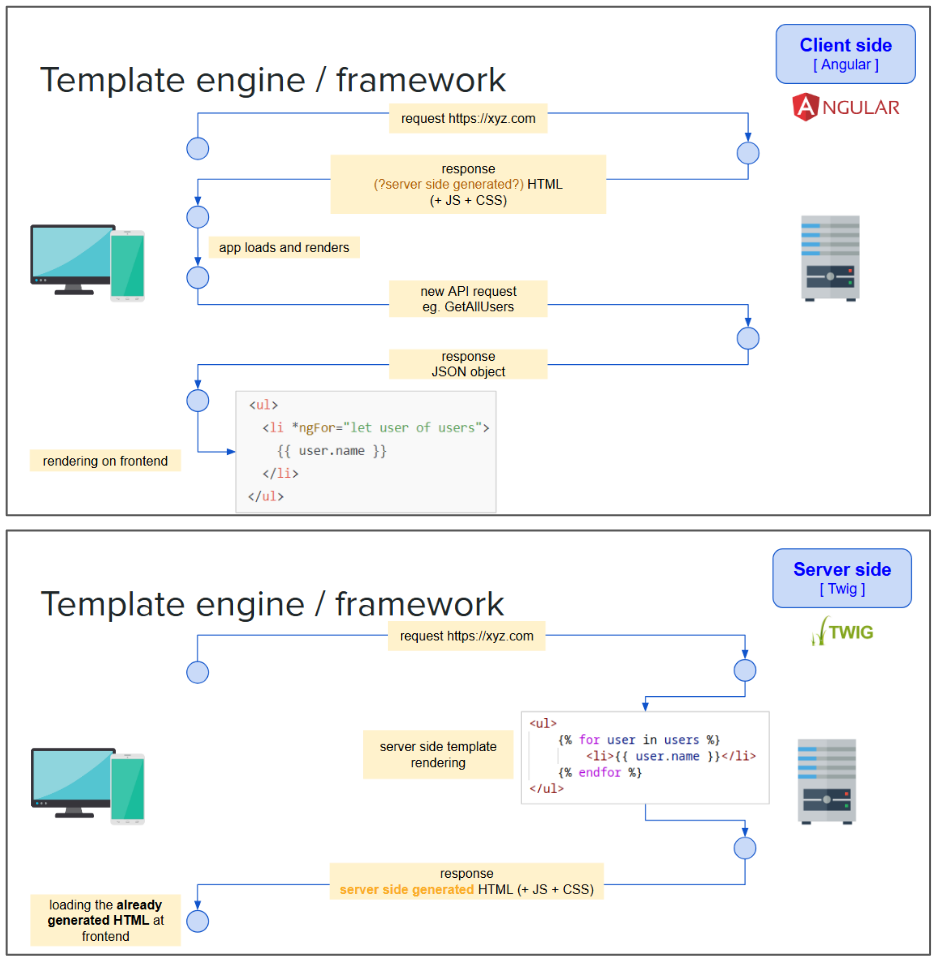 Client side
[ Angular ]
Template engine / framework
ANGULAR
request https://xyz.com
response
(?server side generated?) HTML
(+ JS + CSS)
app loads and renders
new API request
eg. GetAllUsers
response
JSON object
<ul>
<li *ngFor="let user of users">
{{ user.name }}
</li>
</ul>
rendering on frontend
Server side
[ Twig ]
Template engine / framework
TWIG
request https://xyz.com
server side template
rendering
<ul>
{% for user in users %}
<li>{{ user.name }}</li>
{% endfor %}
</ul>
response
server side generated HTML (+ JS + CSS)
loading the already
generated HTML at
frontend